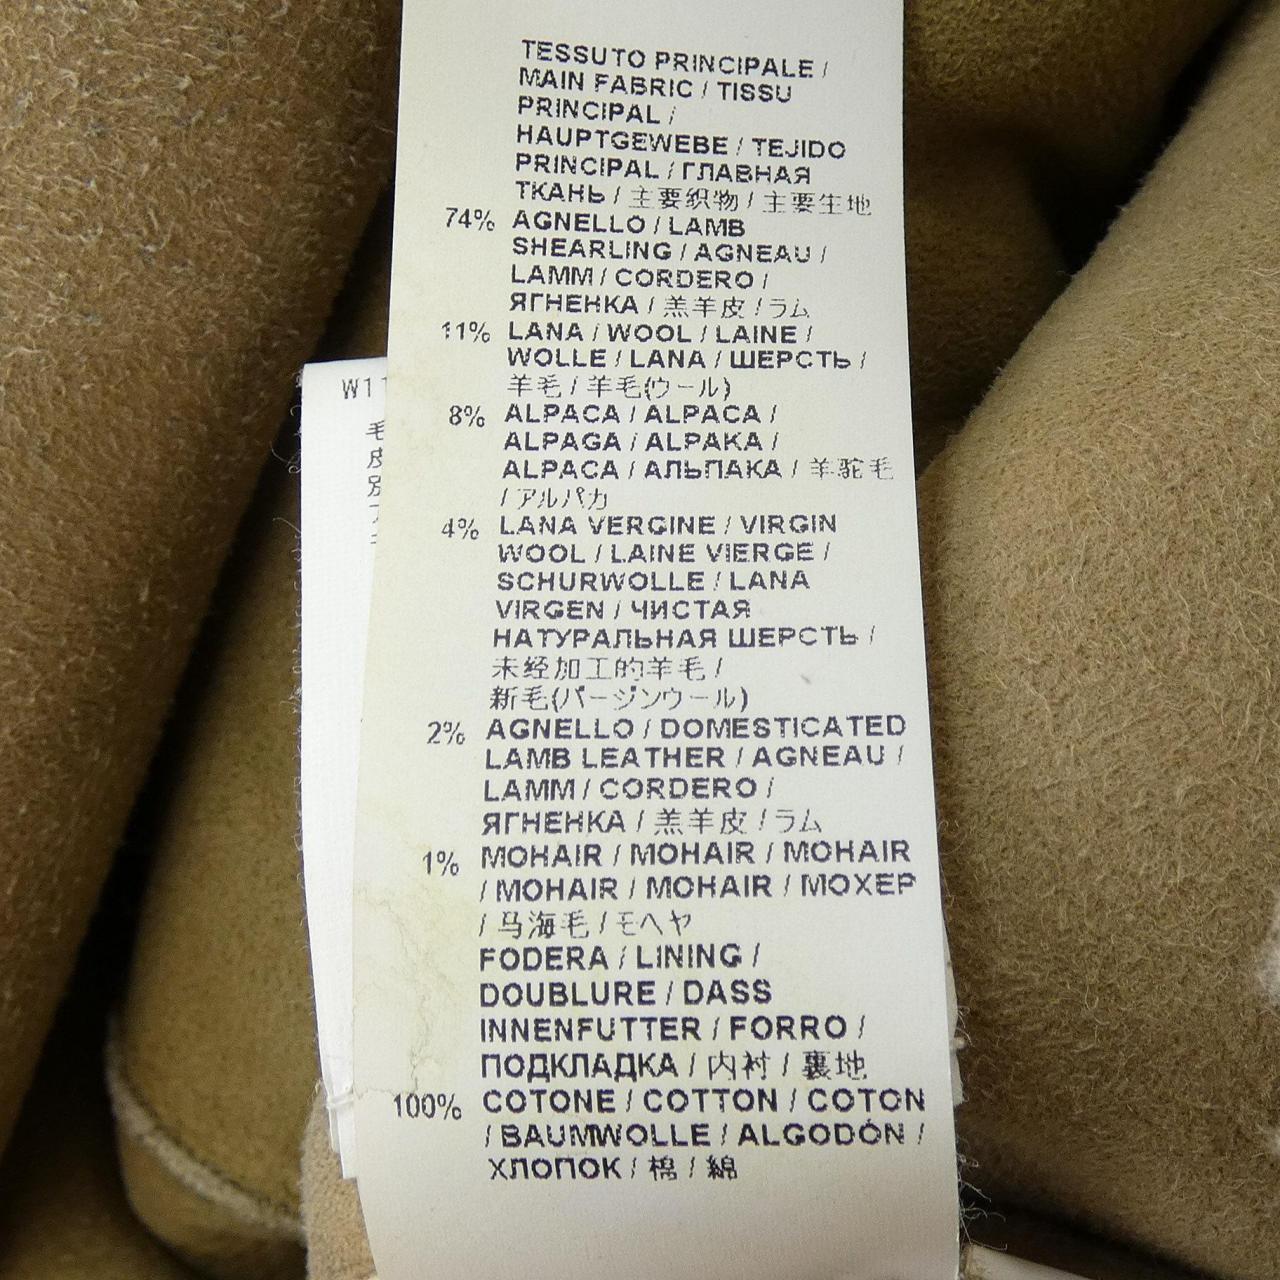 TESSUTO PRINCIPALE /
MAIN FABRIC / TISSU
PRINCIPAL /
HAUPTGEWEBE / TEJIDO
PRINCIPAL / ГЛАВНАЯ
ТКАНЬ / 主要织物 / 主要生地
74% AGNELLO / LAMB
SHEARLING / AGNEAU /
LAMM / CORDERO /
ЯГНЕНКА / 羔羊皮 / ラム
11% LANA / WOOL / LAINE /
WOLLE / LANA / ШЕРСТЬ /
羊毛 / 羊毛(ウール)
8% ALPACA / ALPACA /
ALPAGA / ALPAKA /
ALPACA / АЛЬПАКА / 羊驼毛
/ アルパカ
4% LANA VERGINE / VIRGIN
WOOL / LAINE VIERGE /
SCHURWOLLE / LANA
VIRGEN / ЧИСТАЯ
НАТУРАЛЬНАЯ ШЕРСТЬ /
未经加工的羊毛 /
新毛(バージンウール)
2% AGNELLO / DOMESTICATED
LAMB LEATHER / AGNEAU /
LAMM / CORDERO /
ЯГНЕНКА / 羔羊皮 / ラム
1% MOHAIR / MOHAIR / MOHAIR
/ MOHAIR / MOHAIR / МОХЕР
/ 马海毛 / モヘヤ
FODERA / LINING /
DOUBLURE / DASS
INNENFUTTER / FORRO /
ПОДКЛАДКА / 内衬 / 裏地
100% COTONE / COTTON / COTON
/ BAUMWOLLE / ALGODÓN /
ХЛОПОК / 棉 / 綿
W11
毛
皮
別